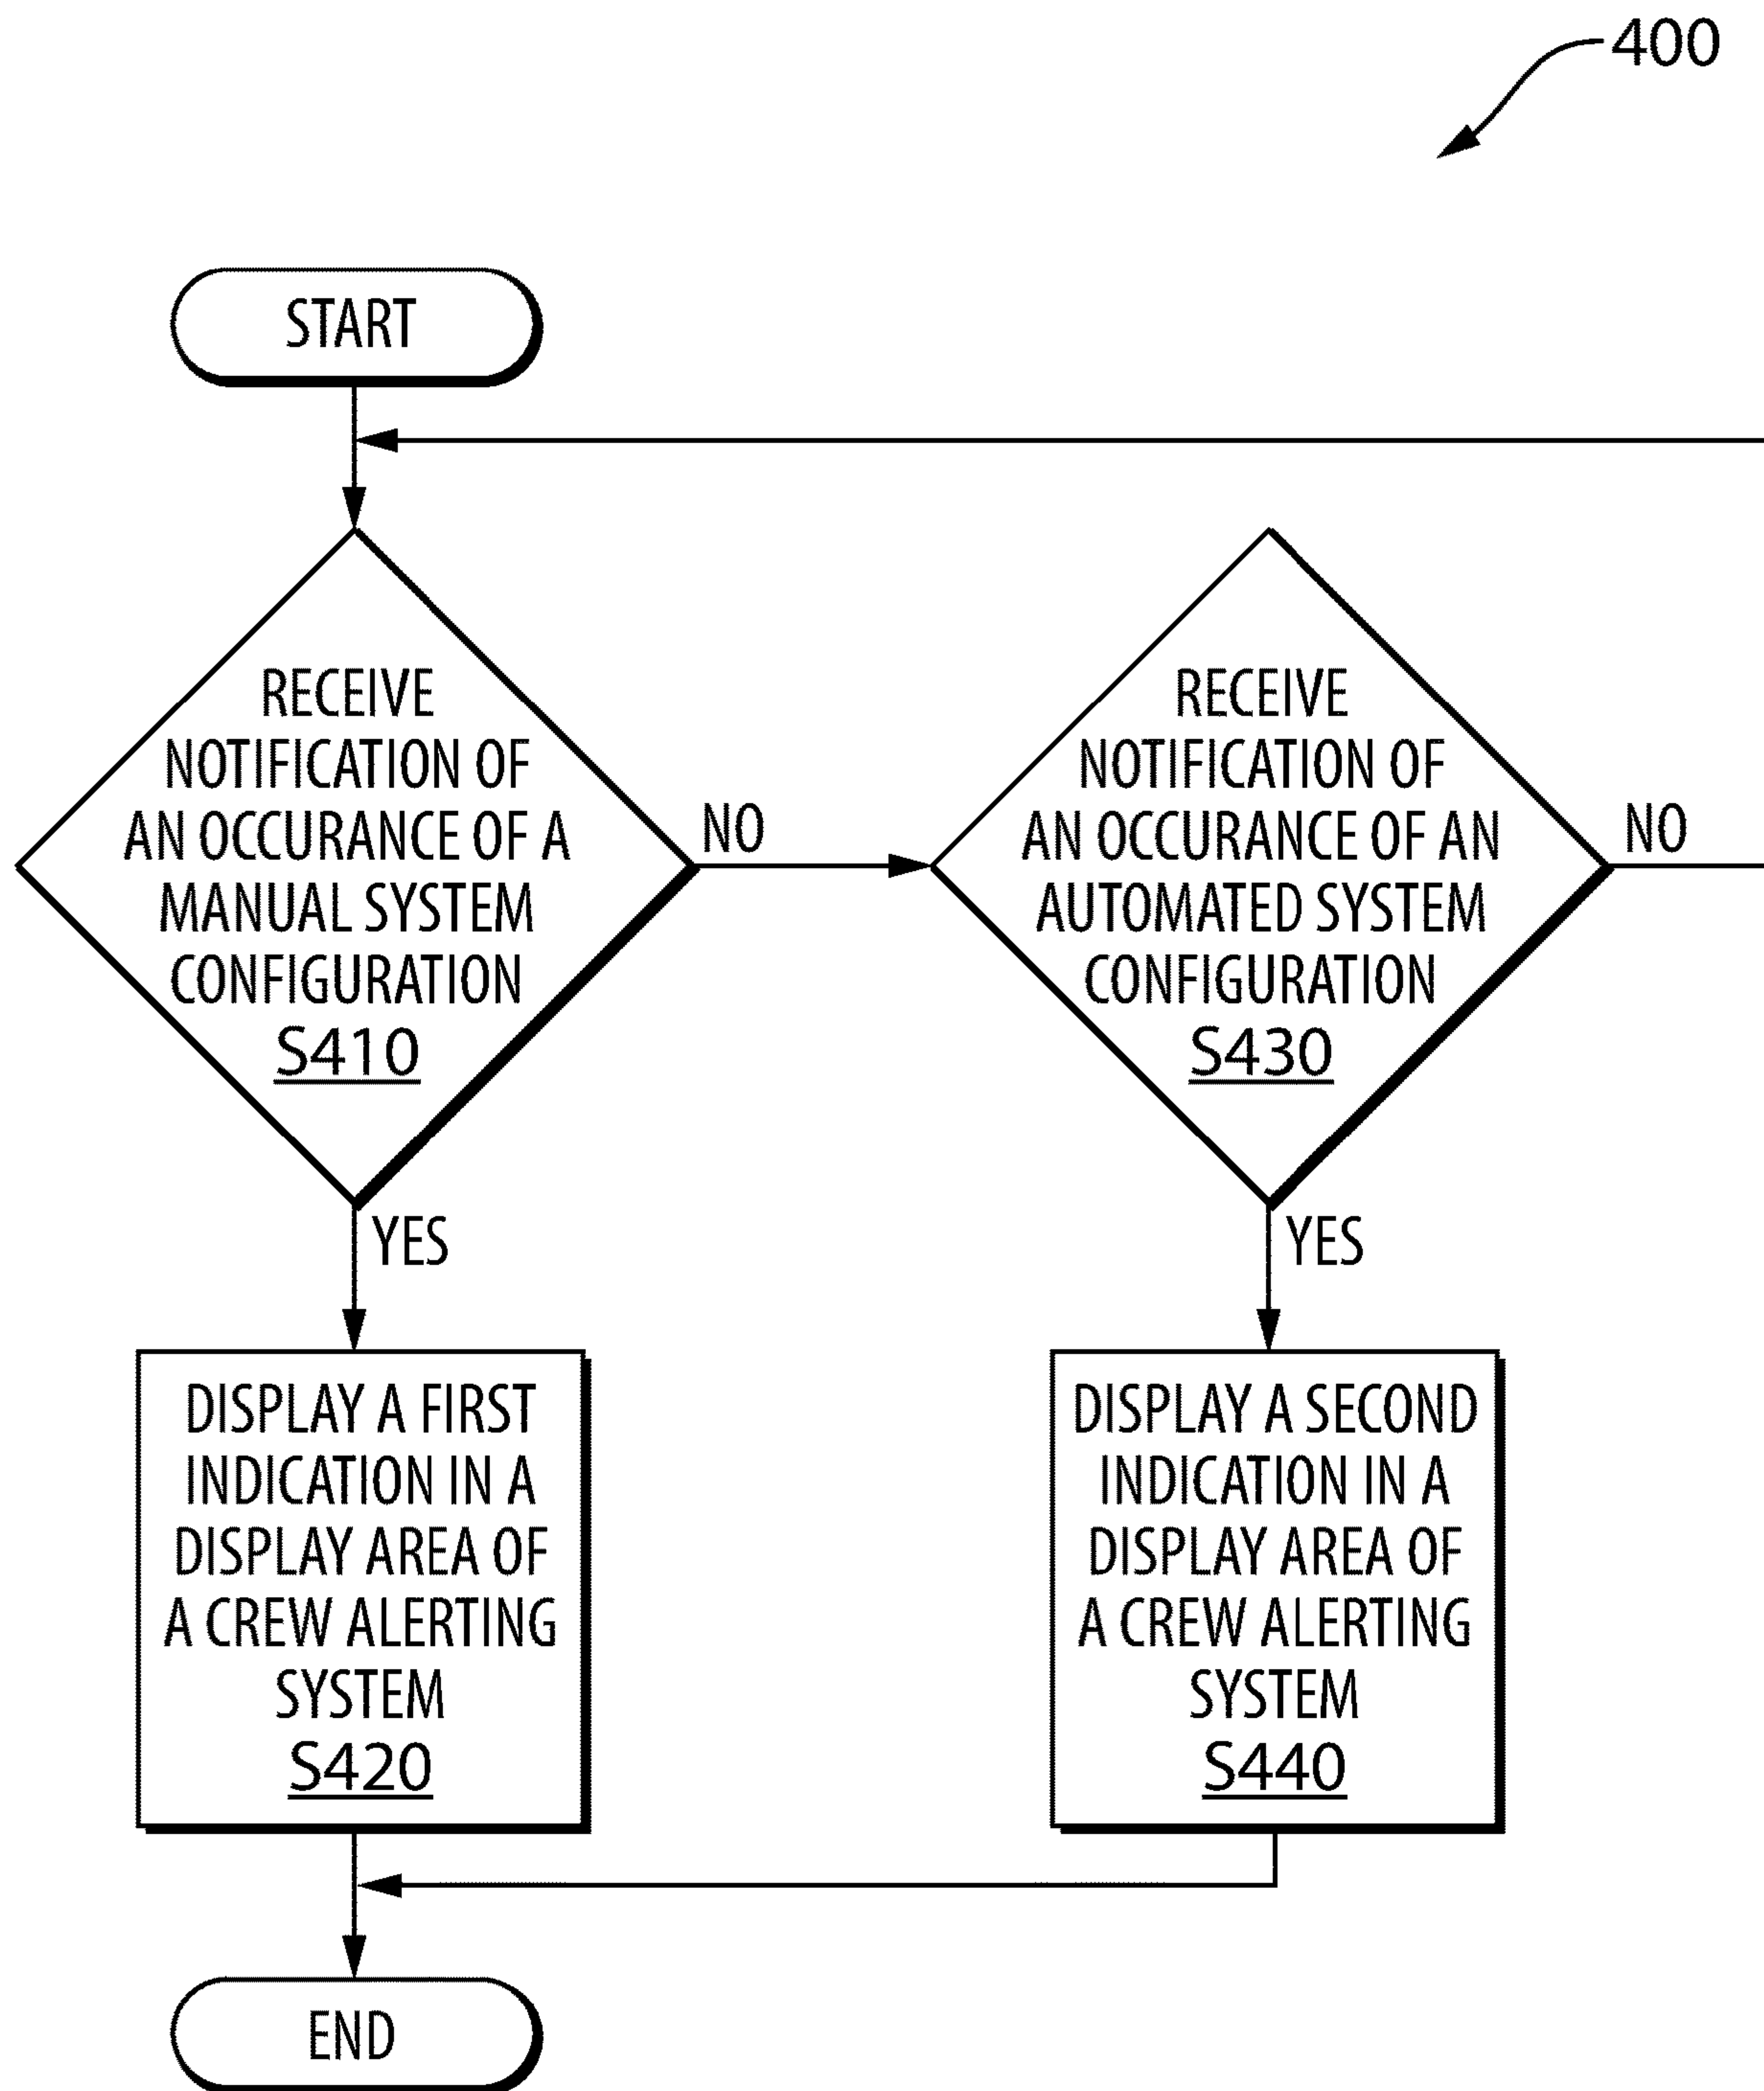 400
START
RECEIVE
NOTIFICATION OF
AN OCCURANCE OF A
MANUAL SYSTEM
CONFIGURATION
S410
NO
RECEIVE
NOTIFICATION OF
AN OCCURANCE OF AN
AUTOMATED SYSTEM
CONFIGURATION
S430
NO
YES
YES
DISPLAY A FIRST
INDICATION IN A
DISPLAY AREA OF
A CREW ALERTING
SYSTEM
S420
DISPLAY A SECOND
INDICATION IN A
DISPLAY AREA OF
A CREW ALERTING
SYSTEM
S440
END